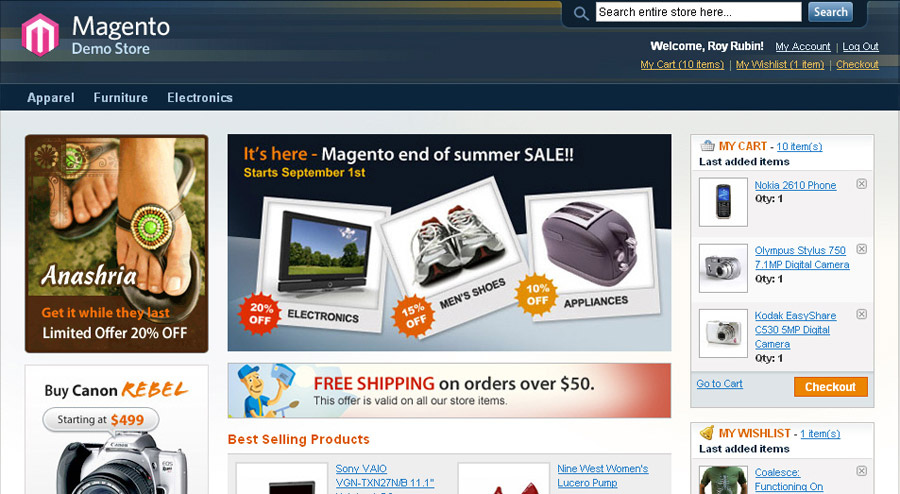 Magento
Demo Store
Search entire store here...
Search
Welcome, Roy Rubin! My Account | Log Out
My Cart (10 items) | My Wishlist (1 item) | Checkout
Apparel Furniture Electronics
Anashria
Get it while they last
Limited Offer 20% OFF
Buy Canon REBEL
Starting at $499
Canon
EOS
It's here - Magento end of summer SALE!!
Starts September 1st
20% OFF
ELECTRONICS
15% OFF
MEN'S SHOES
10% OFF
APPLIANCES
FREE SHIPPING on orders over $50.
This offer is valid on all our store items.
Best Selling Products
Sony VAIO
VGN-TXN27N/B 11.1"
Nine West Women's
Lucero Pump
MY CART - 10 item(s)
Last added items
Nokia 2610 Phone
Qty: 1
Olympus Stylus 750
7.1MP Digital Camera
Qty: 1
Kodak EasyShare
C530 5MP Digital
Camera
Qty: 1
Go to Cart
Checkout
MY WISHLIST - 1 item(s)
Last added items
Coalesce:
Functioning On